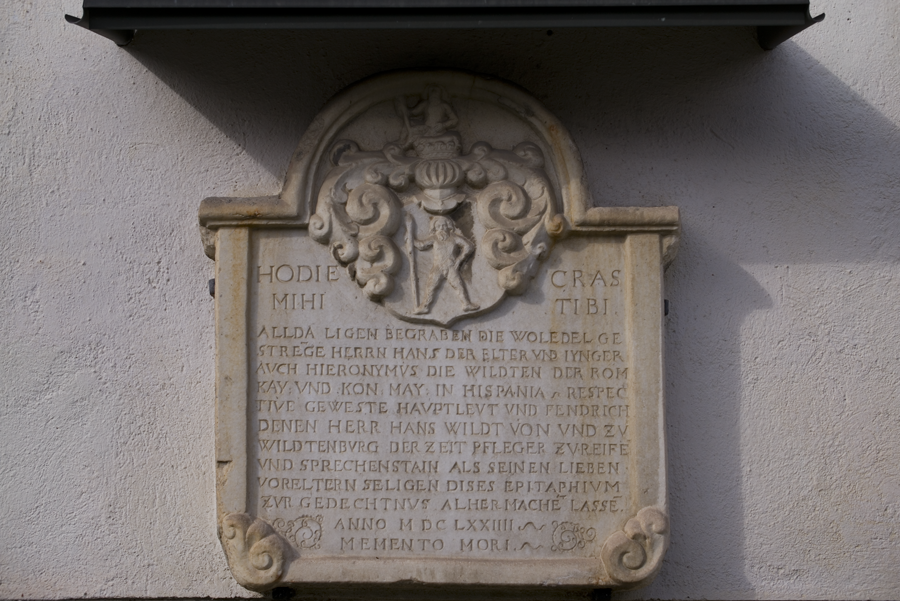 HODIE CRAS
MIHI TIBI.
ALLDA LIGEN BEGRABEN DIE WOLEDEL GE
STREGE HERRN HANS DER ELTER VND IYNGER
AVCH HIERONYMVS DIE WILDTEN DER ROM
KAY: VND KON: MAY: IN HISPANIA RESPEC
TIVE GEWESTE HAVPTLEVT VND FENDRICH
DENEN HERR HANS WILDT VON VND ZV
WILDTENBVRG DER ZEIT PFLEGER ZV REIFE
VND SPRECHENSTAIN ALS SEINEN LIEBEN
VORELTERN SELIGEN DISES EPITAPHIVM
ZVR GEDECHTNVS ALHER MACHE LASSE.
ANNO M D C LXXIIII
MEMENTO MORI.